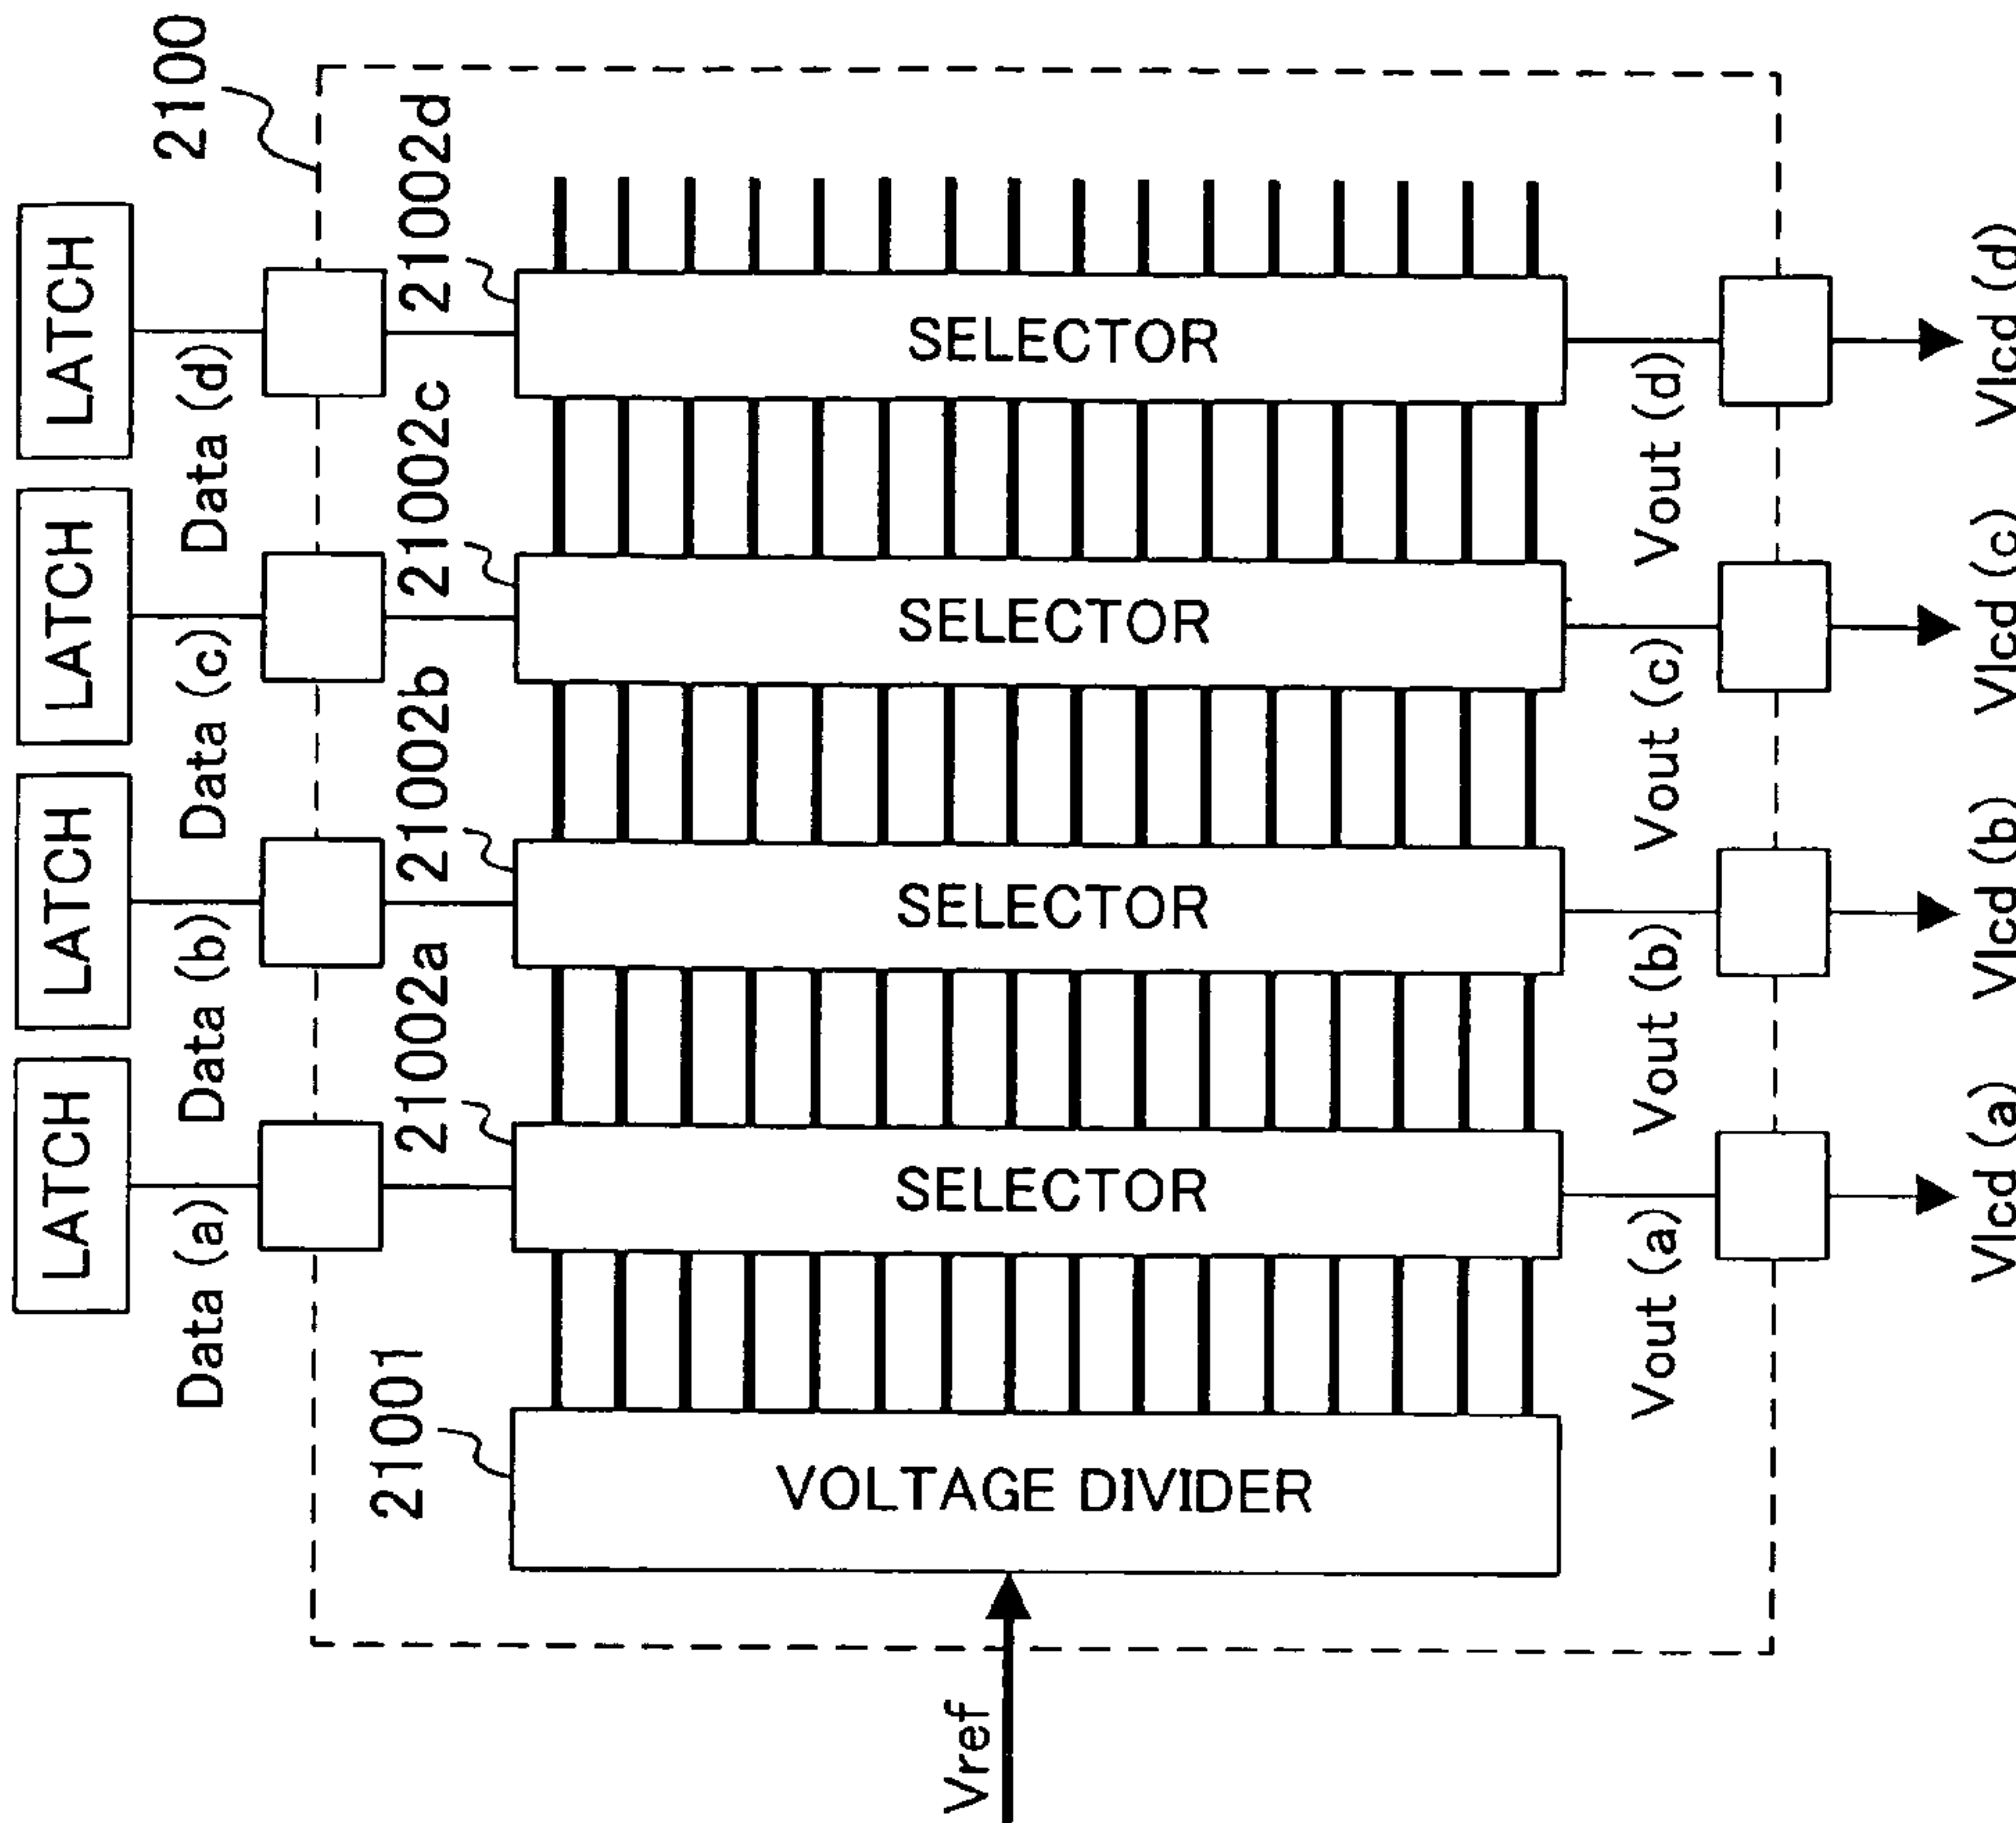 2100
LATCH
LATCH
LATCH
LATCH
Data (a)
Data (b)
Data (c)
Data (d)
21001
21002a
21002b
21002c
21002d
Vref
VOLTAGE DIVIDER
SELECTOR
SELECTOR
SELECTOR
SELECTOR
Vout (a)
Vout (b)
Vout (c)
Vout (d)
Vlcd (a)
Vlcd (b)
Vlcd (c)
Vlcd (d)